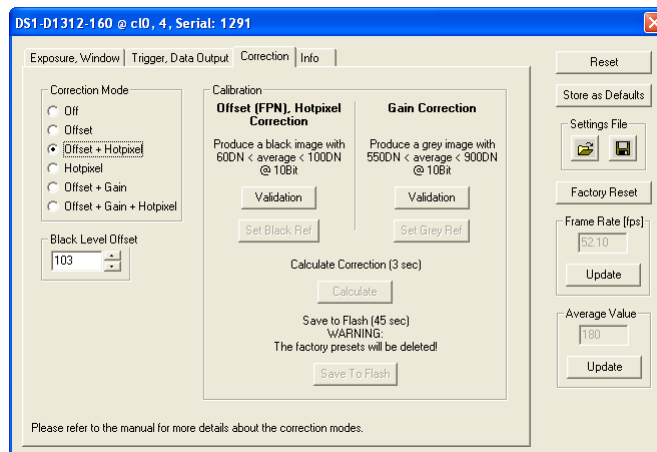 DS1-D1312-160 @ cl0, 4, Serial: 1291
Exposure, Window
Trigger, Data Output
Correction
Info
Correction Mode
Off
Offset
Offset + Hotpixel
Hotpixel
Offset + Gain
Offset + Gain + Hotpixel
Black Level Offset
103
Calibration
Offset (FPN), Hotpixel
Correction
Produce a black image with
60DN < average < 100DN
@ 10Bit
Validation
Set Black Ref
Gain Correction
Produce a grey image with
550DN < average < 900DN
@ 10Bit
Validation
Set Grey Ref
Calculate Correction (3 sec)
Calculate
Save to Flash (45 sec)
WARNING:
The factory presets will be deleted!
Save To Flash
Please refer to the manual for more details about the correction modes.
Reset
Store as Defaults
Settings File
Factory Reset
Frame Rate [fps]
52.10
Update
Average Value
180
Update